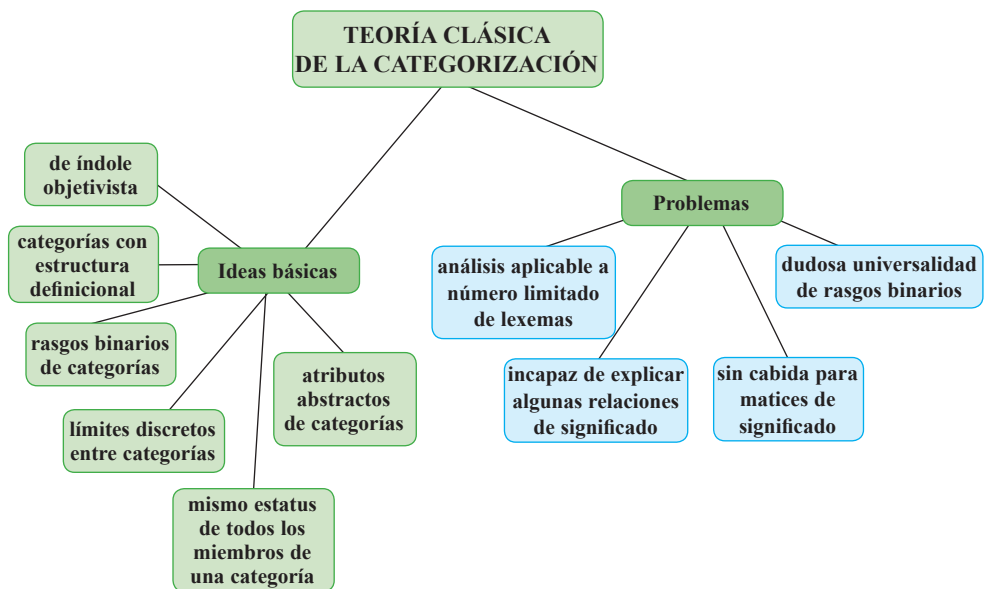 TEORÍA CLÁSICA
DE LA CATEGORIZACIÓN
de índole
objetivista
categorías con
estructura
definicional
Ideas básicas
rasgos binarios
de categorías
límites discretos
entre categorías
mismo estatus
de todos los
miembros de
una categoría
atributos
abstractos
de categorías
Problemas
análisis aplicable a
número limitado
de lexemas
incapaz de explicar
algunas relaciones
de significado
sin cabida para
matices de
significado
dudosa universalidad
de rasgos binarios